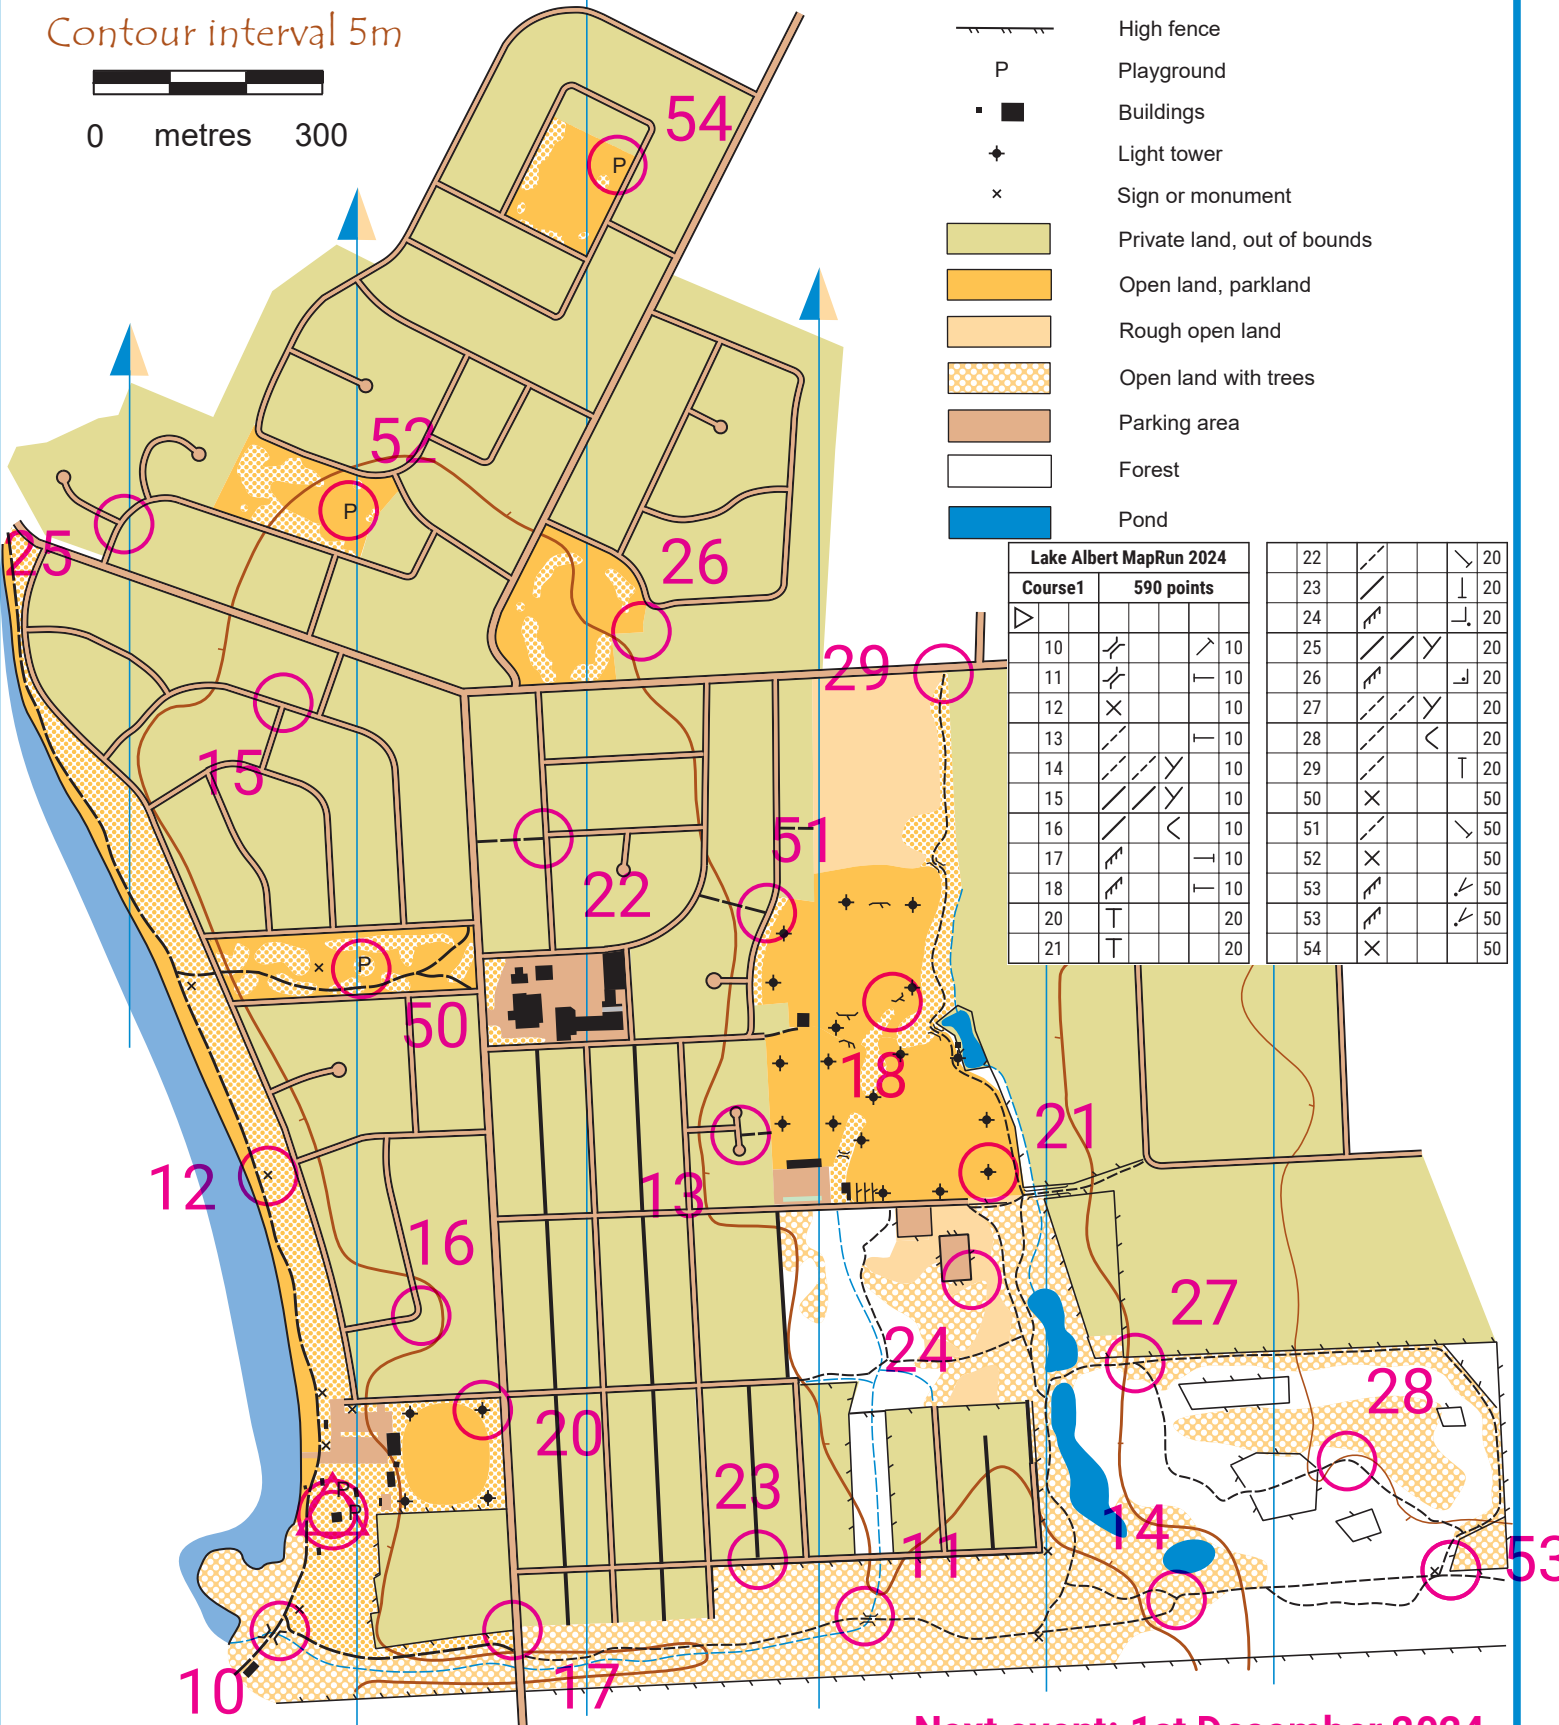 Contour interval 5m
0 metres 300
High fence
P Playground
Buildings
Light tower
Sign or monument
Private land, out of bounds
Open land, parkland
Rough open land
Open land with trees
Parking area
Forest
Pond
Lake Albert MapRun 2024
Course1 590 points
10 10
11 10
12 10
13 10
14 10
15 10
16 10
17 10
18 10
20 20
21 20
22 20
23 20
24 20
25 20
26 20
27 20
28 20
29 20
50 50
51 50
52 50
53 50
53 50
54 50
54
P
52
P
25
26
29
15
51
22
P
50
18
21
12
13
16
27
24
28
20
23
P
P
11
14
53
10
17
Next event: 1st December 2024